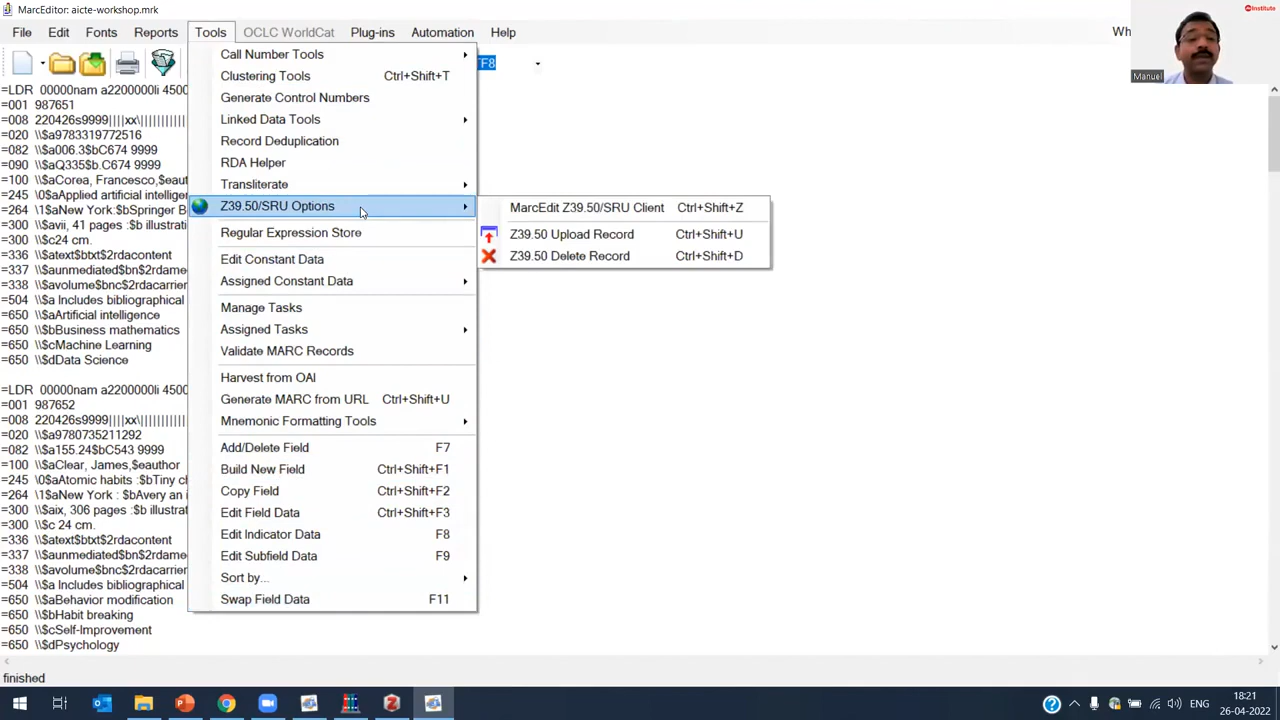 MarcEditor: aicte-workshop.mrk
Institute
File Edit Fonts Reports Tools OCLC WorldCat Plug-ins Automation Help Wh
Manuel
TF8
=LDR 00000nam a2200000Ii 4500
=001 987651
=008 220426s9999||||xx\||||||||||||
=020 \\$a9783319772516
=082 \\$a006.3$bC674 9999
=090 \\$aQ335$b.C674 9999
=100 \\$aCorea, Francesco,$eaut
=245 \0$aApplied artificial intellige
=264 \1$aNew York:$bSpringer B
=300 \\$avii, 41 pages :$b illustrat
=300 \\$c24 cm.
=336 \\$atext$btxt$2rdacontent
=337 \\$aunmediated$bn$2rdame
=338 \\$avolume$bnc$2rdacarrier
=504 \\$a Includes bibliographical
=650 \\$aArtificial intelligence
=650 \\$bBusiness mathematics
=650 \\$cMachine Learning
=650 \\$dData Science
=LDR 00000nam a2200000Ii 4500
=001 987652
=008 220426s9999||||xx\||||||||||||
=020 \\$a9780735211292
=082 \\$a155.24$bC543 9999
=100 \\$aClear, James,$eauthor
=245 \0$aAtomic habits :$bTiny ch
=264 \1$aNew York : $bAvery an i
=300 \\$aix, 306 pages :$b illustrat
=300 \\$c 24 cm.
=336 \\$atext$btxt$2rdacontent
=337 \\$aunmediated$bn$2rdame
=338 \\$avolume$bnc$2rdacarrier
=504 \\$a Includes bibliographical
=650 \\$aBehavior modification
=650 \\$bHabit breaking
=650 \\$cSelf-Improvement
=650 \\$dPsychology
Call Number Tools
Clustering Tools Ctrl+Shift+T
Generate Control Numbers
Linked Data Tools
Record Deduplication
RDA Helper
Transliterate
Z39.50/SRU Options
Regular Expression Store
Edit Constant Data
Assigned Constant Data
Manage Tasks
Assigned Tasks
Validate MARC Records
Harvest from OAI
Generate MARC from URL Ctrl+Shift+U
Mnemonic Formatting Tools
Add/Delete Field F7
Build New Field Ctrl+Shift+F1
Copy Field Ctrl+Shift+F2
Edit Field Data Ctrl+Shift+F3
Edit Indicator Data F8
Edit Subfield Data F9
Sort by...
Swap Field Data F11
MarcEdit Z39.50/SRU Client Ctrl+Shift+Z
Z39.50 Upload Record Ctrl+Shift+U
Z39.50 Delete Record Ctrl+Shift+D
finished
ENG
18:21
26-04-2022